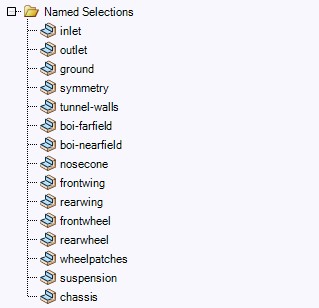 Named Selections
inlet
outlet
ground
symmetry
tunnel-walls
boi-farfield
boi-nearfield
nosecone
frontwing
rearwing
frontwheel
rearwheel
wheelpatches
suspension
chassis